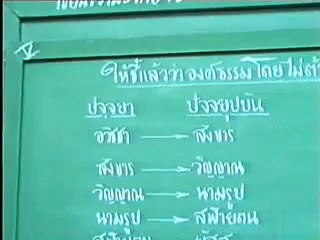 IV
ให้ชี้แล้วว่าองค์ธรรมโดยไม่ต้
ปัจจยา ปัจจยุปบัน
อวิชชา → สังขาร
สังขาร → วิญญาณ
วิญญาณ → นามรูป
นามรูป → สฬายตน